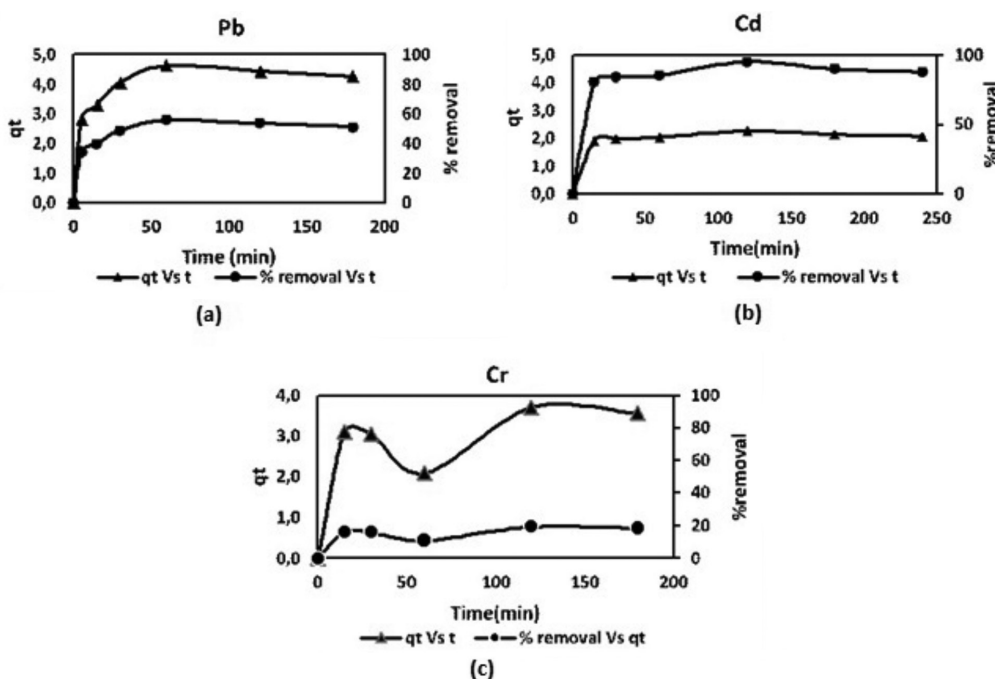 Pb
5,0
4,0
3,0
2,0
1,0
0,0
qt
100
80
60
40
20
0
% removal
0 50 100 150 200
Time (min)
qt Vs t % removal Vs t
(a)
Cd
5,0
4,0
3,0
2,0
1,0
0,0
qt
100
50
0
%removal
0 50 100 150 200 250
Time(min)
qt Vs t % removal Vs t
(b)
Cr
4,0
3,0
2,0
1,0
0,0
qt
100
80
60
40
20
0
%removal
0 50 100 150 200
Time(min)
qt Vs t % removal Vs qt
(c)